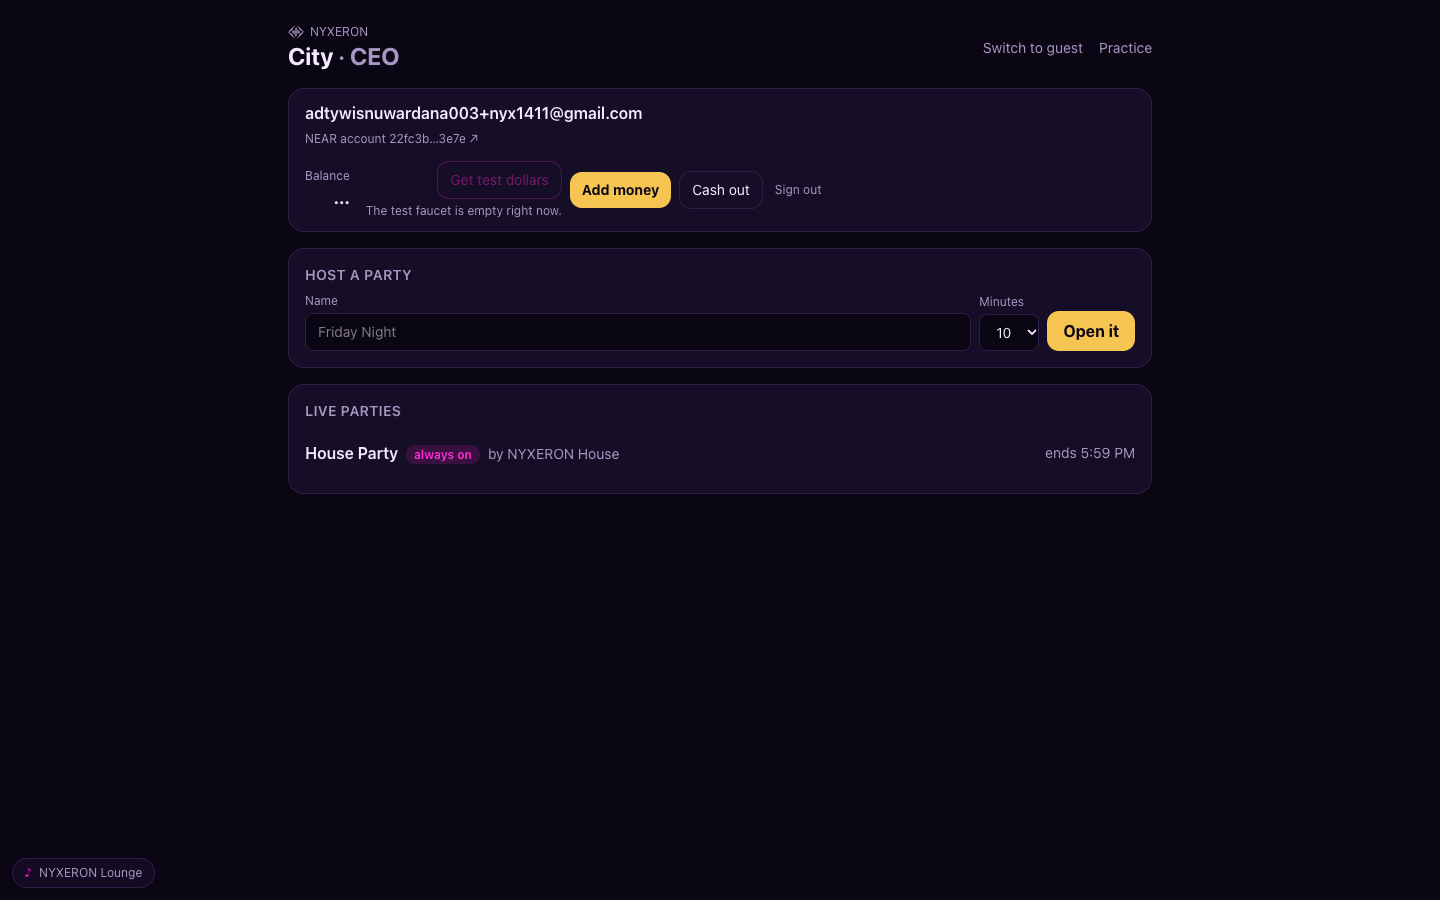 NYXERON
City · CEO
Switch to guest
Practice
adtywisnuwardana003+nyx1411@gmail.com
NEAR account 22fc3b…3e7e ↗
Balance
…
Get test dollars
The test faucet is empty right now.
Add money
Cash out
Sign out
HOST A PARTY
Name
Friday Night
Minutes
10
Open it
LIVE PARTIES
House Party always on by NYXERON House
ends 5:59 PM
♪ NYXERON Lounge